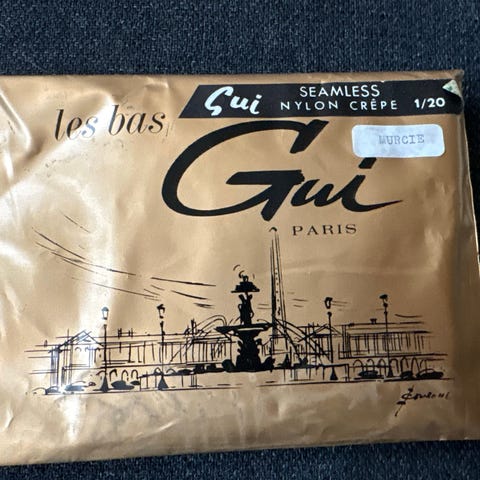 Gui SEAMLESS
NYLON CRÊPE 1/20
les bas
MURCIE
Gui
PARIS